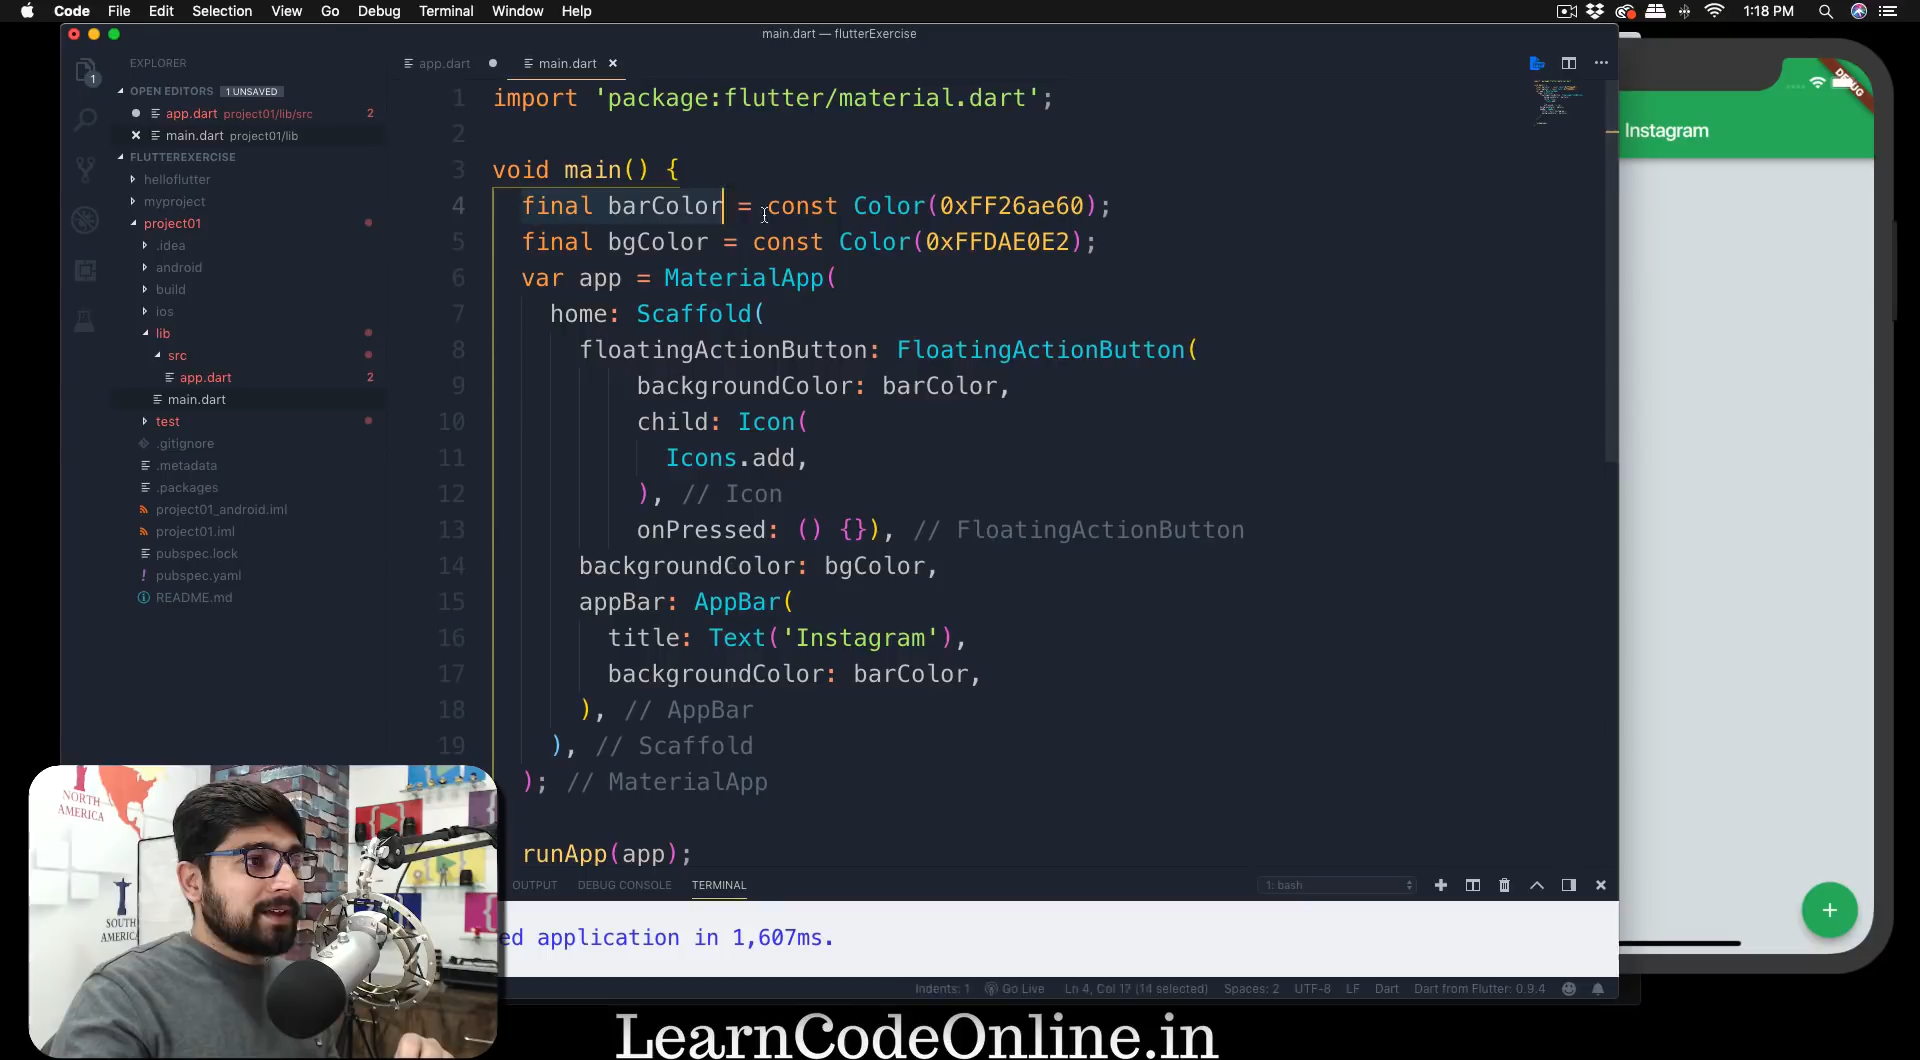 Code File Edit Selection View Go Debug Terminal Window Help 1:18 PM
main.dart — flutterExercise
EXPLORER
OPEN EDITORS 1 UNSAVED
app.dart project01/lib/src 2
main.dart project01/lib
FLUTTEREXERCISE
helloflutter
myproject
project01
.idea
android
build
ios
lib
src
app.dart 2
main.dart
test
.gitignore
.metadata
.packages
project01_android.iml
project01.iml
pubspec.lock
pubspec.yaml
README.md
1
app.dart main.dart
1 import 'package:flutter/material.dart';
2
3 void main() {
4 final barColor = const Color(0xFF26ae60);
5 final bgColor = const Color(0xFFDAE0E2);
6 var app = MaterialApp(
7 home: Scaffold(
8 floatingActionButton: FloatingActionButton(
9 backgroundColor: barColor,
10 child: Icon(
11 Icons.add,
12 ), // Icon
13 onPressed: () {}), // FloatingActionButton
14 backgroundColor: bgColor,
15 appBar: AppBar(
16 title: Text('Instagram'),
17 backgroundColor: barColor,
18 ), // AppBar
19 ), // Scaffold
); // MaterialApp
runApp(app);
OUTPUT DEBUG CONSOLE TERMINAL 1: bash
ed application in 1,607ms.
Indents: 1 Go Live Ln 4, Col 17 (14 selected) Spaces: 2 UTF-8 LF Dart Dart from Flutter: 0.9.4
DEBUG
Instagram
NORTH
AMERICA
SOUTH
AMERICA
LearnCodeOnline.in